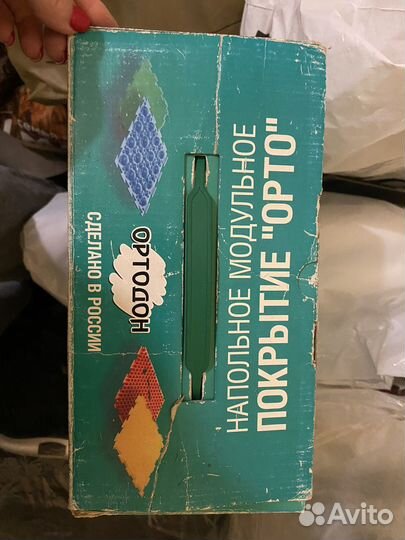 НАПОЛЬНОЕ МОДУЛЬНОЕ
ПОКРЫТИЕ "ОРТО"
ОРТОДОН
СДЕЛАНО В РОССИИ
Avito